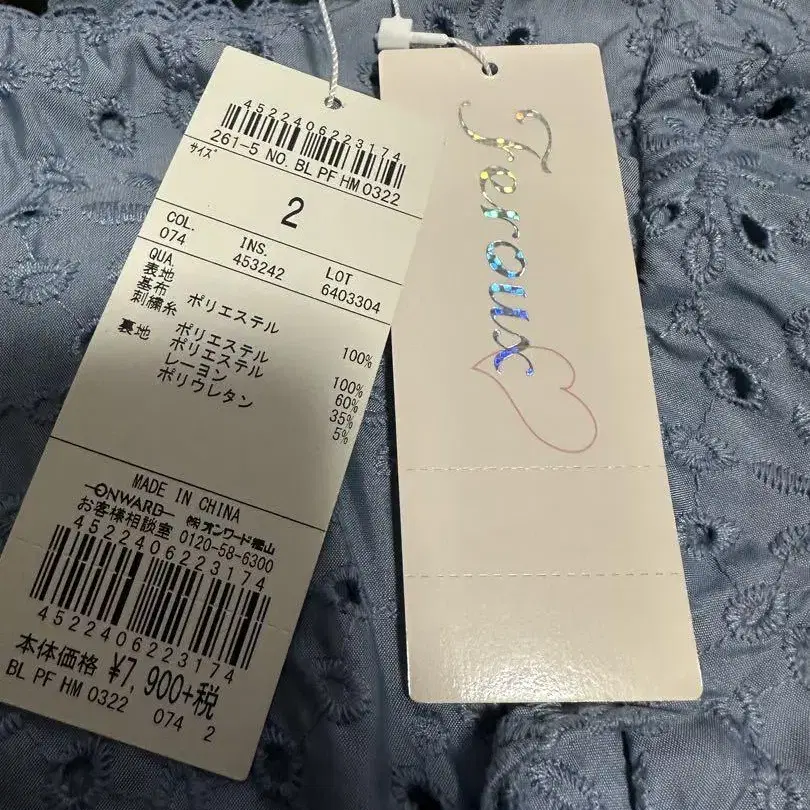 4522406223174
261-5 NO. BL PF HM 0322
サイズ
2
COL. INS. LOT
074 453242 6403304
QUA.
表地
基布 ポリエステル 100%
刺繍糸 ポリエステル 100%
裏地 ポリエステル 60%
レーヨン 35%
ポリウレタン 5%
MADE IN CHINA
ONWARD ㈱オンワード樫山
お客様相談室 0120-58-6300
4522406223174
4522406223174
本体価格 ¥7,900+税
BL PF HM 0322 074 2
Feroux